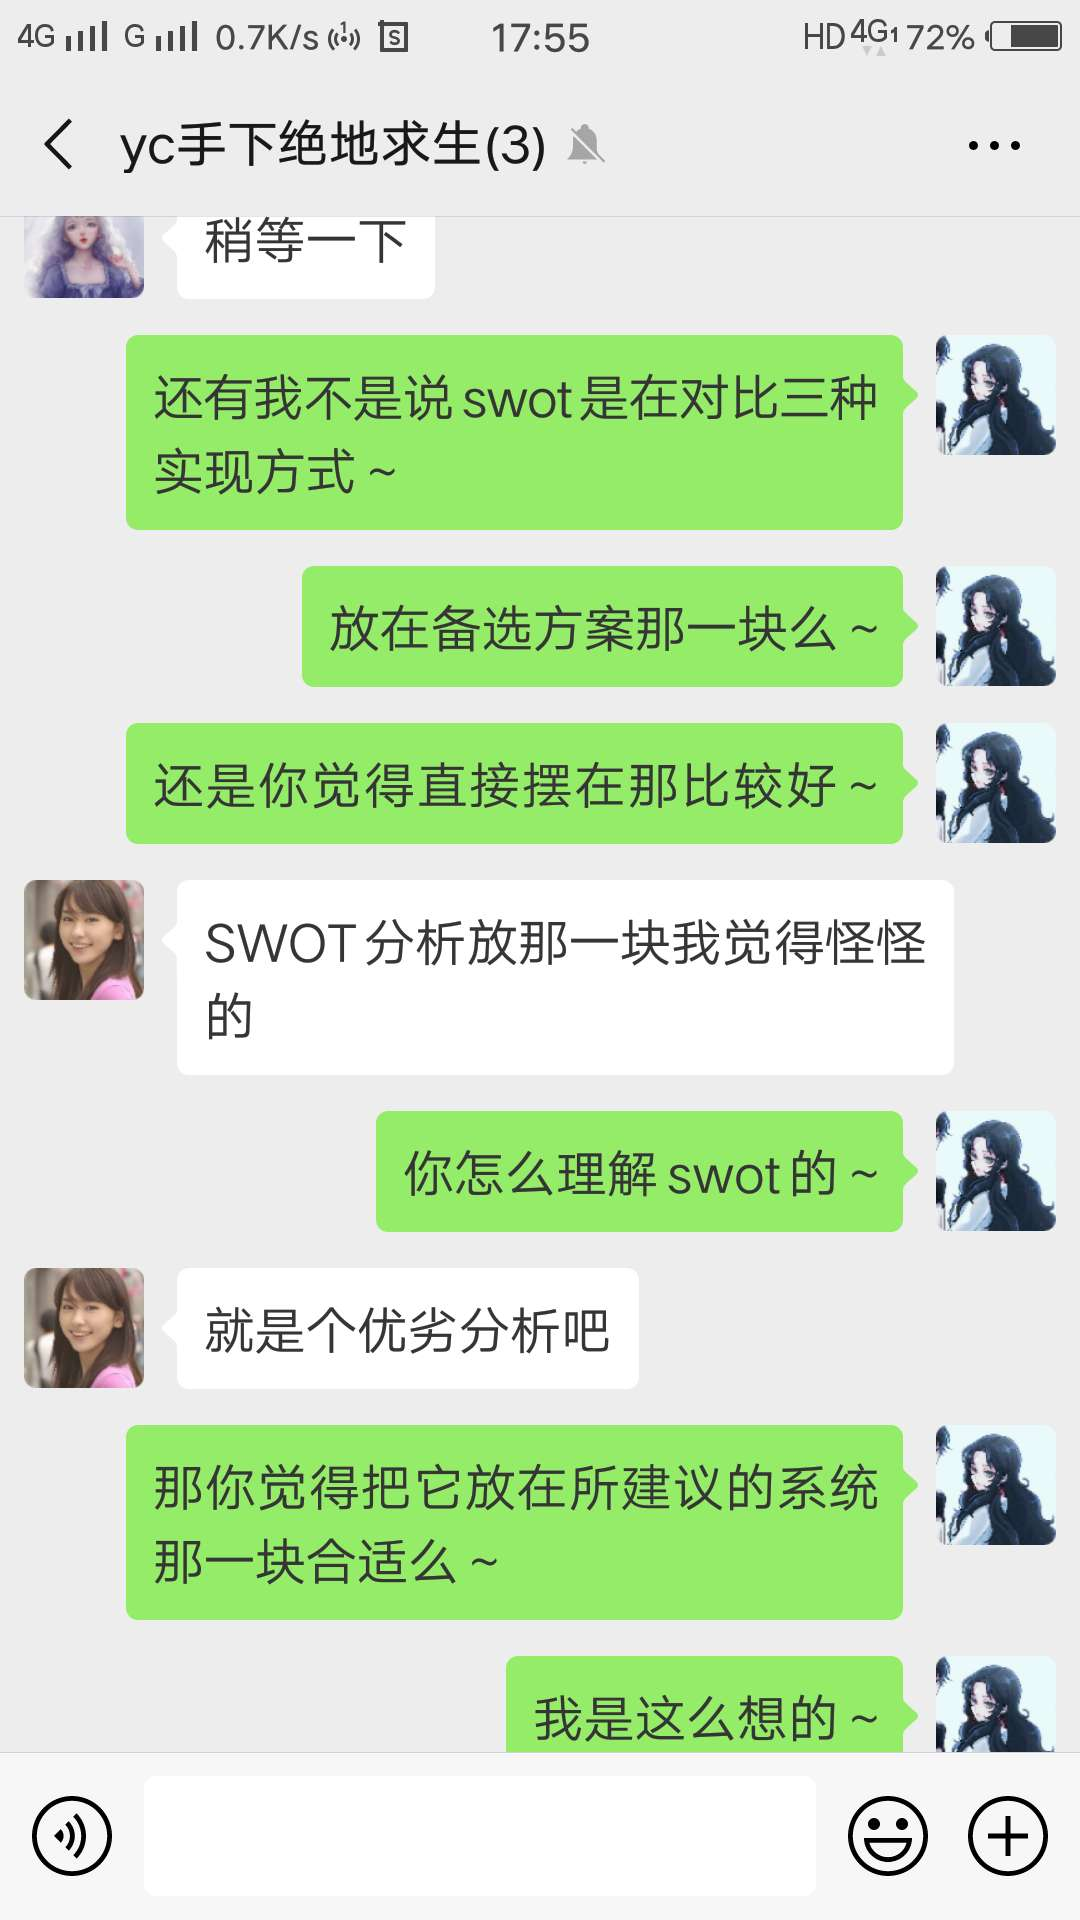 4G G 0.7K/s 1 S 17:55 HD 4G1 72%
yc手下绝地求生(3)
稍等一下
还有我不是说swot是在对比三种
实现方式~
放在备选方案那一块么~
还是你觉得直接摆在那比较好~
SWOT分析放那一块我觉得怪怪
的
你怎么理解swot的~
就是个优劣分析吧
那你觉得把它放在所建议的系统
那一块合适么~
我是这么想的~